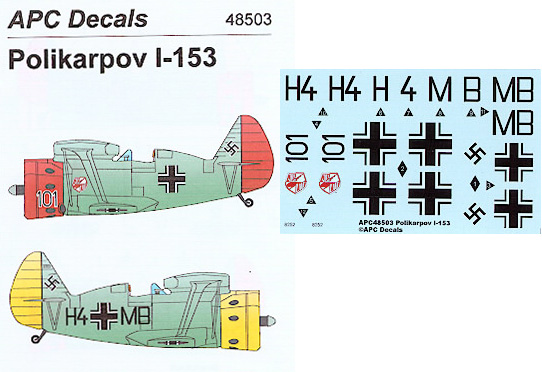 APC Decals
48503
Polikarpov I-153
101
H4 MB
H4 H4 H 4 M B MB
MB
101 101
APC48503 Polikarpov I-153
©APC Decals